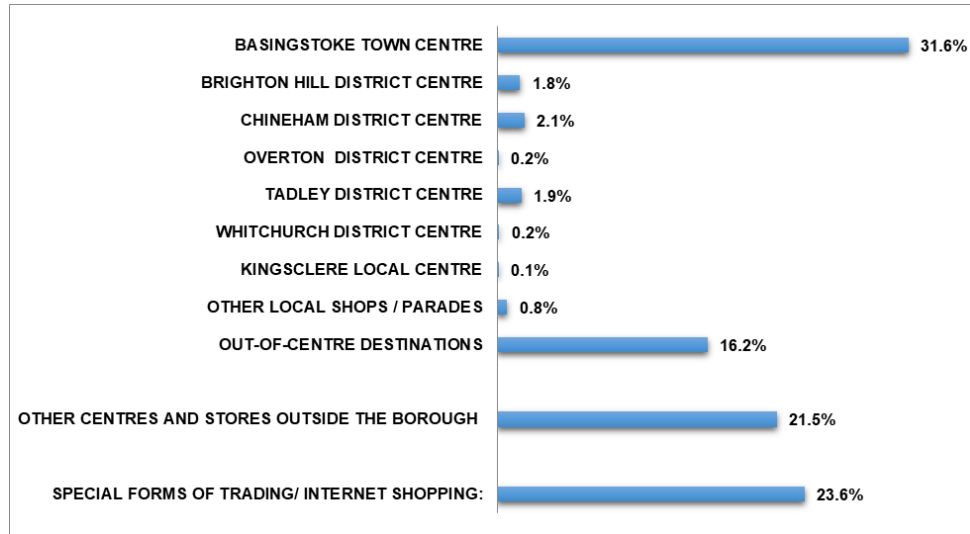 BASINGSTOKE TOWN CENTRE 31.6%
BRIGHTON HILL DISTRICT CENTRE 1.8%
CHINEHAM DISTRICT CENTRE 2.1%
OVERTON DISTRICT CENTRE 0.2%
TADLEY DISTRICT CENTRE 1.9%
WHITCHURCH DISTRICT CENTRE 0.2%
KINGSCLERE LOCAL CENTRE 0.1%
OTHER LOCAL SHOPS / PARADES 0.8%
OUT-OF-CENTRE DESTINATIONS 16.2%
OTHER CENTRES AND STORES OUTSIDE THE BOROUGH 21.5%
SPECIAL FORMS OF TRADING/ INTERNET SHOPPING: 23.6%